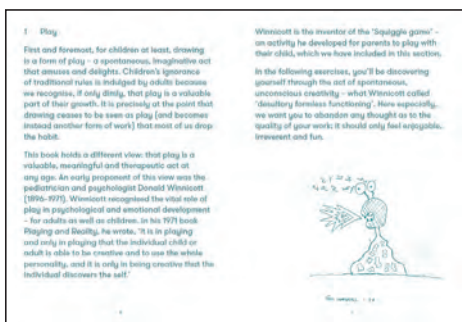 1 Play
First and foremost, for children at least, drawing
is a form of play – a spontaneous, imaginative act
that amuses and delights. Children's ignorance
of traditional rules is indulged by adults because
we recognise, if only dimly, that play is a valuable
part of their growth. It is precisely at the point that
drawing ceases to be seen as play (and becomes
instead another form of work) that most of us drop
the habit.
This book holds a different view: that play is a
valuable, meaningful and therapeutic act at
any age. An early proponent of this view was the
pediatrician and psychologist Donald Winnicott
(1896–1971). Winnicott recognised the vital role of
play in psychological and emotional development
– for adults as well as children. In his 1971 book
Playing and Reality, he wrote, 'It is in playing
and only in playing that the individual child or
adult is able to be creative and to use the whole
personality, and it is only in being creative that the
individual discovers the self.'
Winnicott is the inventor of the 'Squiggle game' –
an activity he developed for parents to play with
their child, which we have included in this section.
In the following exercises, you'll be discovering
yourself through the act of spontaneous,
unconscious creativity – what Winnicott called
'desultory formless functioning'. Here especially,
we want you to abandon any thought as to the
quality of your work; it should only feel enjoyable,
irreverent and fun.